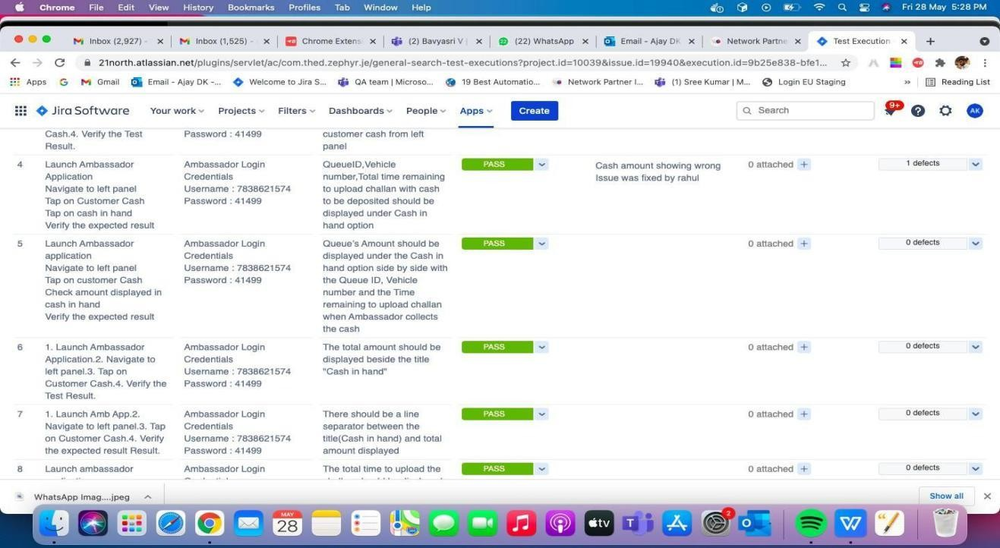 Chrome File Edit View History Bookmarks Profiles Tab Window Help Fri 28 May 5:28 PM
Inbox (2,927) - Inbox (1,525) - Chrome Extens (2) Bavyasri V (22) WhatsApp Email - Ajay DK Network Partne Test Execution
21north.atlassian.net/plugins/servlet/ac/com.thed.zephyr.je/general-search-test-executions?project.id=10039&issue.id=19940&execution.id=9b25e838-bfe1...
Apps Gmail Email - Ajay DK -... Welcome to Jira S... QA team | Microso... 19 Best Automatio... Network Partner I... (1) Sree Kumar | M... Login EU Staging » Reading List
Jira Software Your work Projects Filters Dashboards People Apps Create Search 9+ AK
Cash.4. Verify the Test
Result.
Password : 41499
customer cash from left
panel
4
Launch Ambassador
Application
Navigate to left panel
Tap on Customer Cash
Tap on cash in hand
Verify the expected result
Ambassador Login
Credentials
Username : 7838621574
Password : 41499
QueueID,Vehicle
number,Total time remaining
to upload challan with cash
to be deposited should be
displayed under Cash in
hand option
PASS
Cash amount showing wrong
Issue was fixed by rahul
0 attached
1 defects
5
Launch Ambassador
application
Navigate to left panel
Tap on customer Cash
Check amount displayed in
cash in hand
Verify the expected result
Ambassador Login
Credentials
Username : 7838621574
Password : 41499
Queue's Amount should be
displayed under the Cash in
hand option side by side with
the Queue ID, Vehicle
number and the Time
remaining to upload challan
when Ambassador collects
the cash
PASS
0 attached
0 defects
6
1. Launch Ambassador
Application.2. Navigate to
left panel.3. Tap on
Customer Cash.4. Verify the
Test Result.
Ambassador Login
Credentials
Username : 7838621574
Password : 41499
The total amount should be
displayed beside the title
"Cash in hand"
PASS
0 attached
0 defects
7
1. Launch Amb App.2.
Navigate to left panel.3. Tap
on Customer Cash.4. Verify
the expected result Result.
Ambassador Login
Credentials
Username : 7838621574
Password : 41499
There should be a line
separator between the
title(Cash in hand) and total
amount displayed
PASS
0 attached
0 defects
8
Launch ambassador
Ambassador Login
The total time to upload the
PASS
0 attached
0 defects
WhatsApp Imag....jpeg
Show all
MAY
28
tv
2